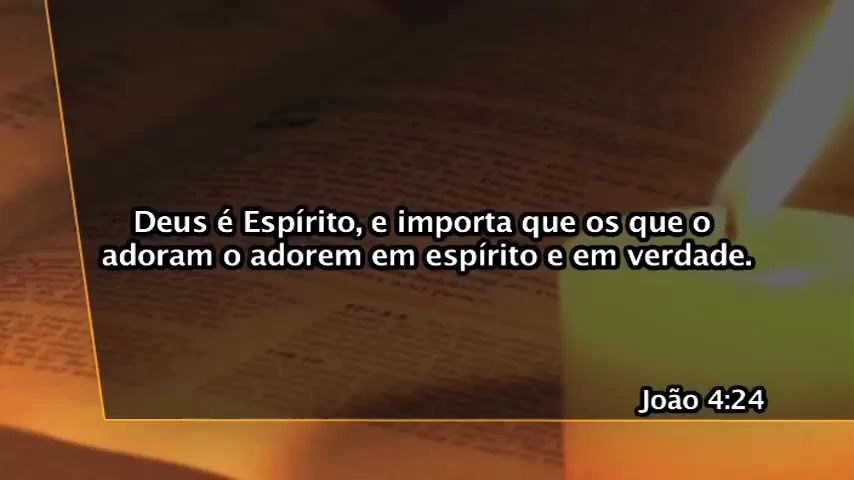 Deus é Espírito, e importa que os que o
adoram o adorem em espírito e em verdade.
João 4:24